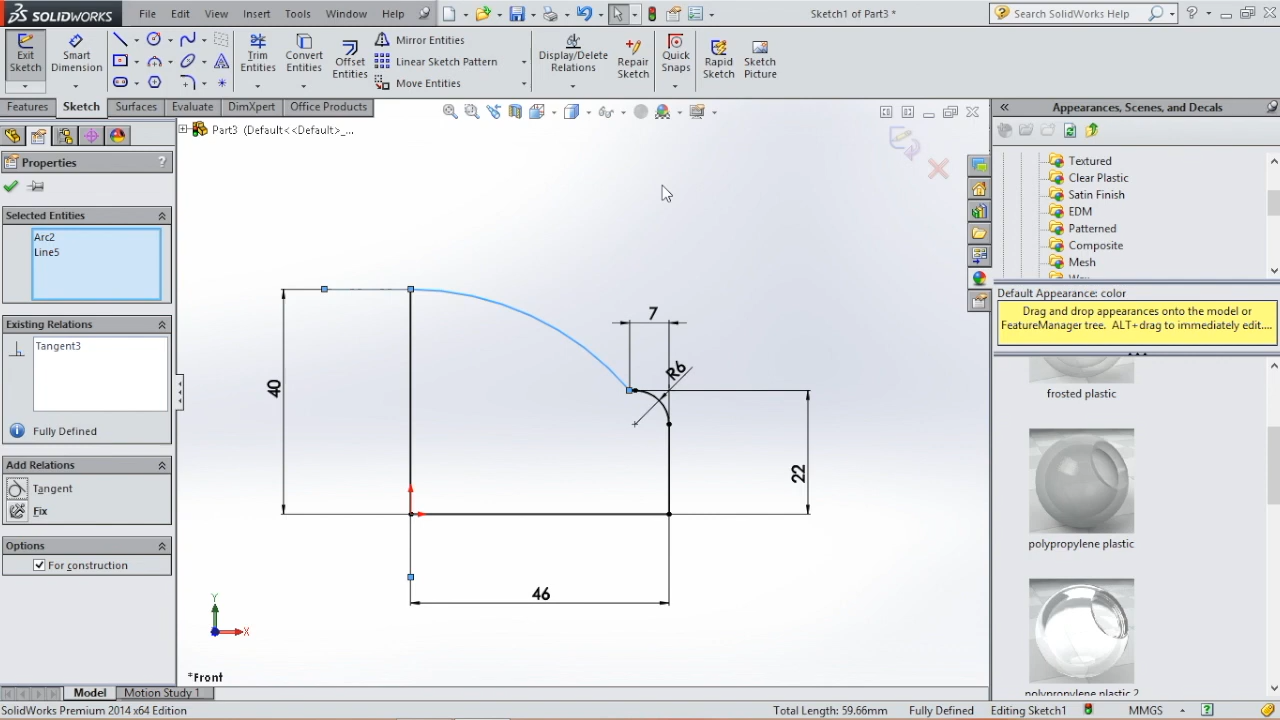 SOLIDWORKS File Edit View Insert Tools Window Help Sketch1 of Part3 * Search SolidWorks Help
Exit Sketch
Smart Dimension
Trim Entities
Convert Entities
Offset Entities
Mirror Entities
Linear Sketch Pattern
Move Entities
Display/Delete Relations
Repair Sketch
Quick Snaps
Rapid Sketch
Sketch Picture
Features Sketch Surfaces Evaluate DimXpert Office Products
Part3 (Default<<Default>_...
Properties ?
Selected Entities
Arc2
Line5
Existing Relations
Tangent3
Fully Defined
Add Relations
Tangent
Fix
Options
For construction
40
7
R6
22
46
Y
X
*Front
Appearances, Scenes, and Decals
Textured
Clear Plastic
Satin Finish
EDM
Patterned
Composite
Mesh
Default Appearance: color
Drag and drop appearances onto the model or
FeatureManager tree. ALT+drag to immediately edit....
frosted plastic
polypropylene plastic
polypropylene plastic 2
Model Motion Study 1
SolidWorks Premium 2014 x64 Edition Total Length: 59.66mm Fully Defined Editing Sketch1 MMGS